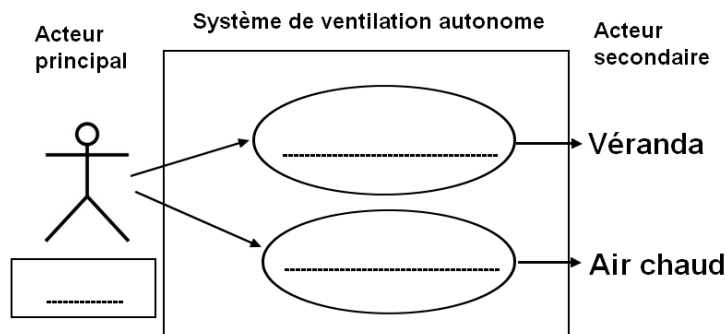 Système de ventilation autonome
Acteur
principal
Acteur
secondaire
Véranda
Air chaud